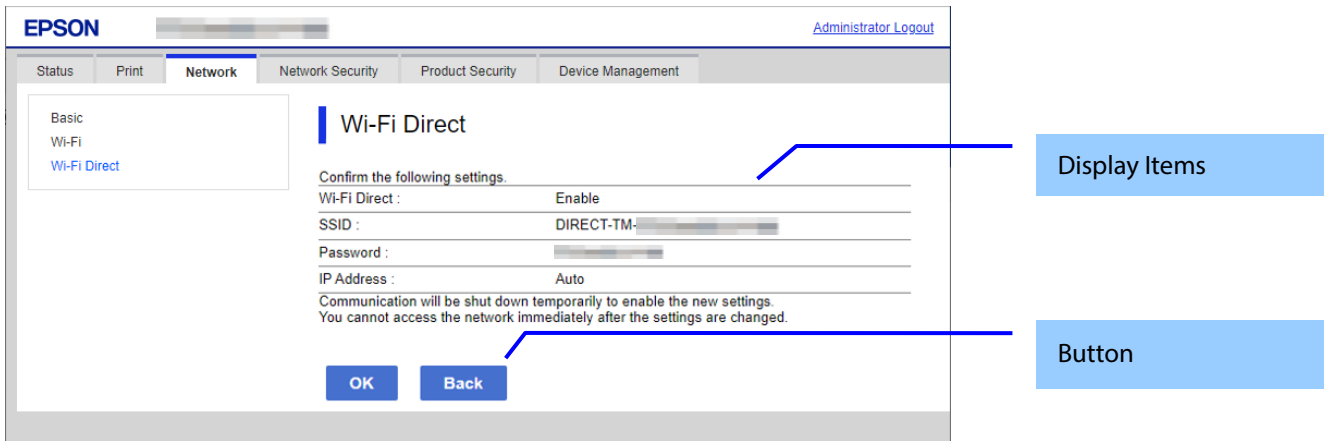 EPSON Administrator Logout
Status Print Network Network Security Product Security Device Management
Basic
Wi-Fi
Wi-Fi Direct
Wi-Fi Direct
Confirm the following settings.
Wi-Fi Direct : Enable
SSID : DIRECT-TM-
Password :
IP Address : Auto
Communication will be shut down temporarily to enable the new settings.
You cannot access the network immediately after the settings are changed.
OK Back
Display Items
Button